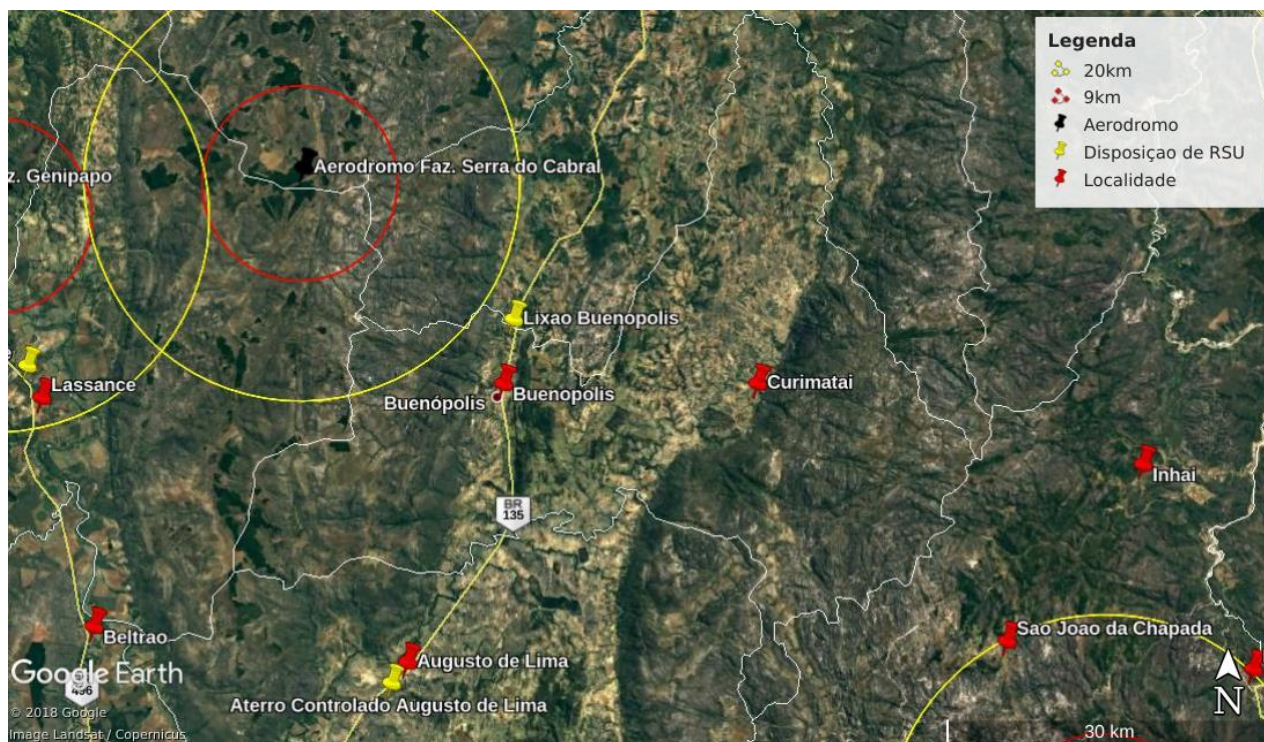 Legenda
20km
9km
Aerodromo
Disposiçao de RSU
Localidade
Aerodromo Faz. Serra do Cabral
z. Genipapo
Lixao Buenopolis
Lassance
Buenopolis
Buenópolis
Curimatai
Inhai
BR
135
Beltrao
Sao Joao da Chapada
Augusto de Lima
Aterro Controlado Augusto de Lima
Google Earth
496
N
© 2018 Google
Image Landsat / Copernicus
30 km